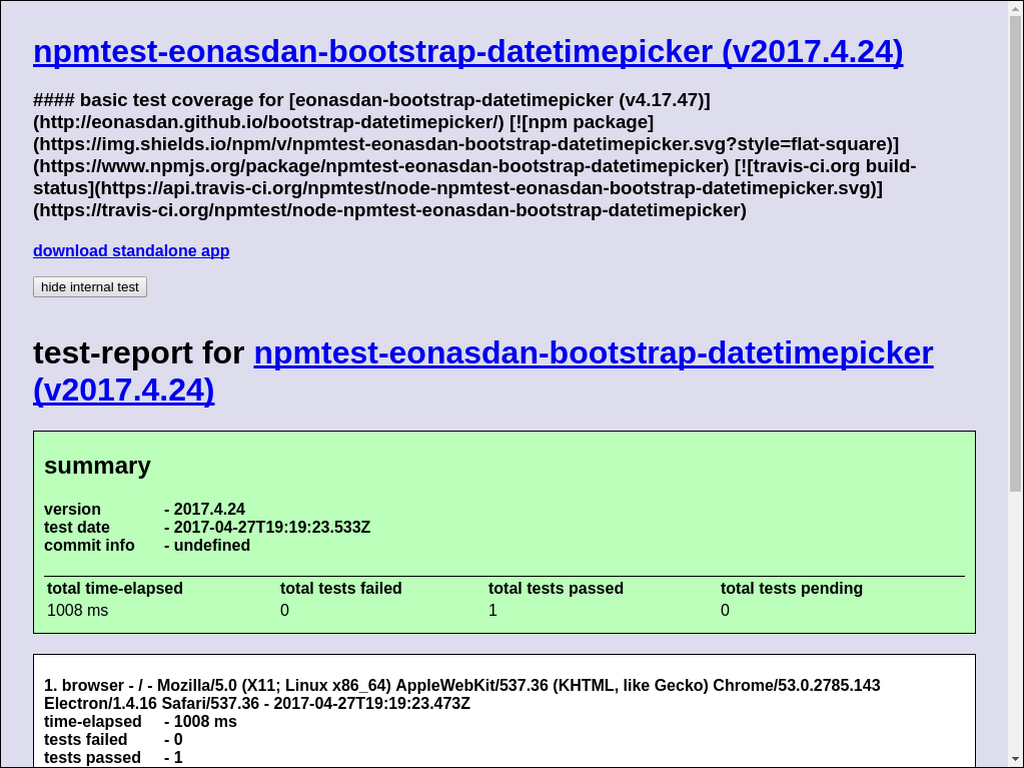 npmtest-eonasdan-bootstrap-datetimepicker (v2017.4.24)
#### basic test coverage for [eonasdan-bootstrap-datetimepicker (v4.17.47)]
(http://eonasdan.github.io/bootstrap-datetimepicker/) [![npm package]
(https://img.shields.io/npm/v/npmtest-eonasdan-bootstrap-datetimepicker.svg?style=flat-square)]
(https://www.npmjs.org/package/npmtest-eonasdan-bootstrap-datetimepicker) [![travis-ci.org build-
status](https://api.travis-ci.org/npmtest/node-npmtest-eonasdan-bootstrap-datetimepicker.svg)]
(https://travis-ci.org/npmtest/node-npmtest-eonasdan-bootstrap-datetimepicker)
download standalone app
hide internal test
test-report for npmtest-eonasdan-bootstrap-datetimepicker
(v2017.4.24)
summary
version - 2017.4.24
test date - 2017-04-27T19:19:23.533Z
commit info - undefined
total time-elapsed total tests failed total tests passed total tests pending
1008 ms 0 1 0
1. browser - / - Mozilla/5.0 (X11; Linux x86_64) AppleWebKit/537.36 (KHTML, like Gecko) Chrome/53.0.2785.143
Electron/1.4.16 Safari/537.36 - 2017-04-27T19:19:23.473Z
time-elapsed - 1008 ms
tests failed - 0
tests passed - 1